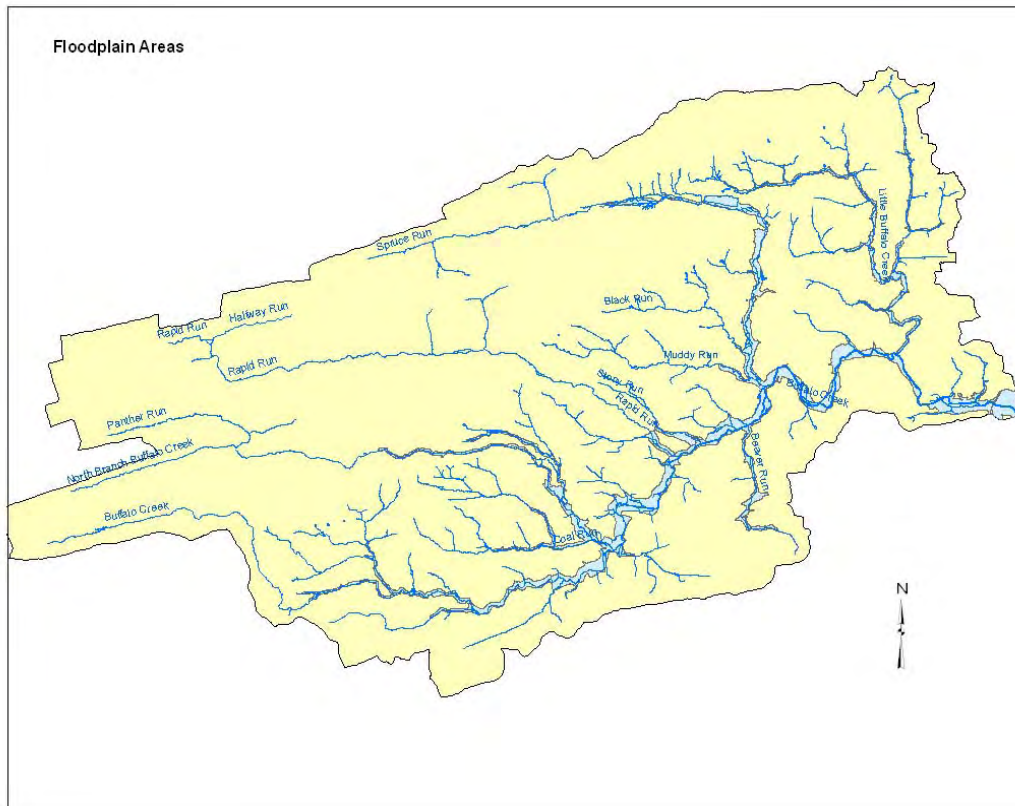 Floodplain Areas
Spruce Run
Little Buffalo Creek
Rapid Run
Halfway Run
Rapid Run
Black Run
Muddy Run
Stony Run
Rapid Run
Buffalo Creek
Panther Run
North Branch Buffalo Creek
Beaver Run
Buffalo Creek
Coal Run
N